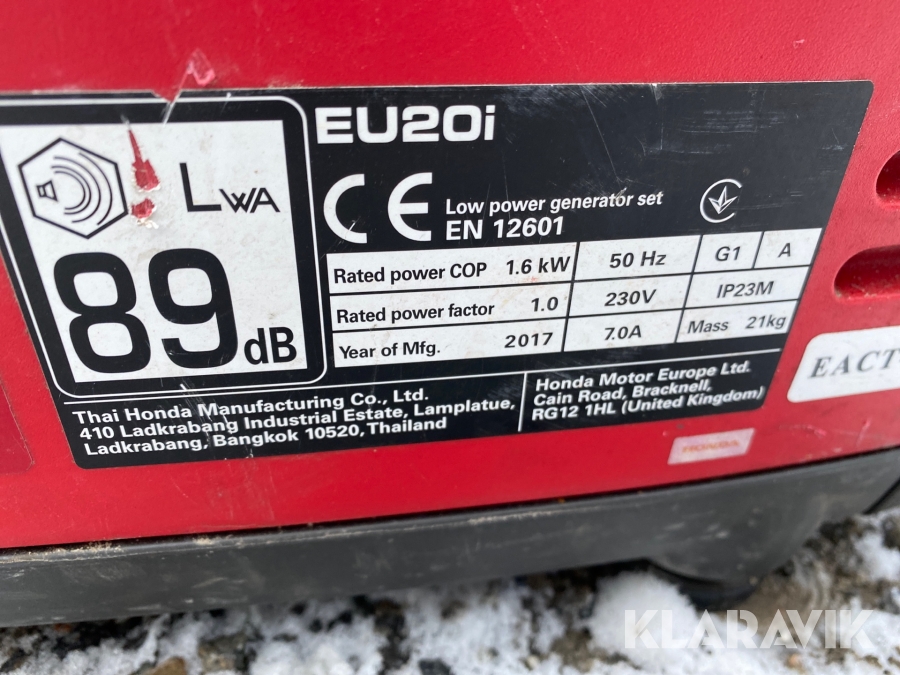 EU20i
LWA
89 dB
CE Low power generator set
EN 12601
Rated power COP 1.6 kW 50 Hz G1 A
Rated power factor 1.0 230V IP23M
Year of Mfg. 2017 7.0A Mass 21kg
Thai Honda Manufacturing Co., Ltd.
410 Ladkrabang Industrial Estate, Lamplatue,
Ladkrabang, Bangkok 10520, Thailand
Honda Motor Europe Ltd.
Cain Road, Bracknell,
RG12 1HL (United Kingdom)
EACT
HONDA
KLARAVIK